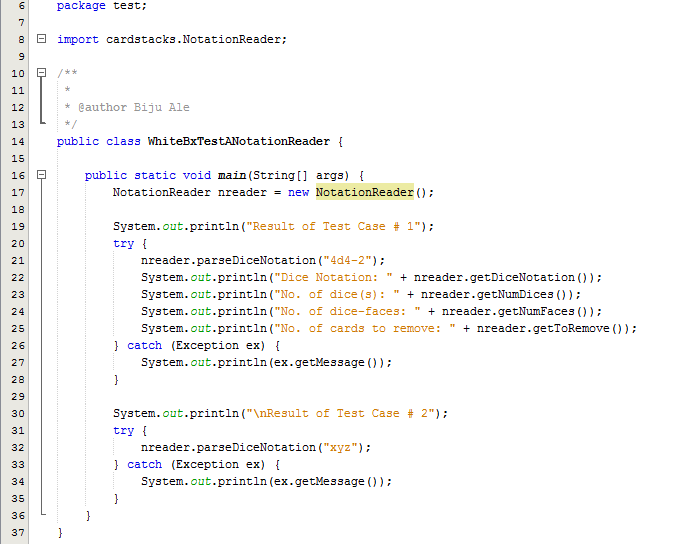 6 package test;
7
8 import cardstacks.NotationReader;
9
10 /**
11 *
12 * @author Biju Ale
13 */
14 public class WhiteBxTestANotationReader {
15
16 public static void main(String[] args) {
17 NotationReader nreader = new NotationReader();
18
19 System.out.println("Result of Test Case # 1");
20 try {
21 nreader.parseDiceNotation("4d4-2");
22 System.out.println("Dice Notation: " + nreader.getDiceNotation());
23 System.out.println("No. of dice(s): " + nreader.getNumDices());
24 System.out.println("No. of dice-faces: " + nreader.getNumFaces());
25 System.out.println("No. of cards to remove: " + nreader.getToRemove());
26 } catch (Exception ex) {
27 System.out.println(ex.getMessage());
28 }
29
30 System.out.println("\nResult of Test Case # 2");
31 try {
32 nreader.parseDiceNotation("xyz");
33 } catch (Exception ex) {
34 System.out.println(ex.getMessage());
35 }
36 }
37 }